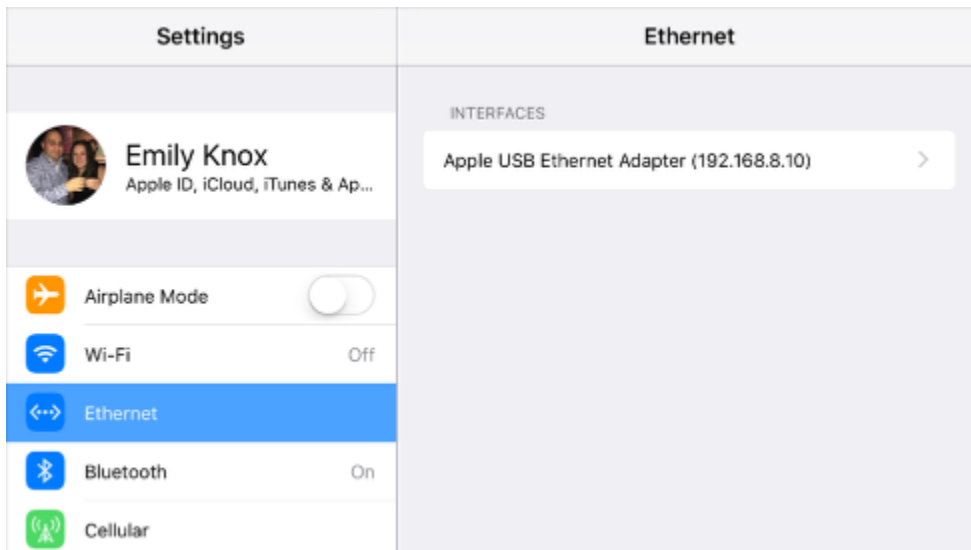 Settings
Emily Knox
Apple ID, iCloud, iTunes & Ap...
Airplane Mode
Wi-Fi Off
Ethernet
Bluetooth On
Cellular
Ethernet
INTERFACES
Apple USB Ethernet Adapter (192.168.8.10)